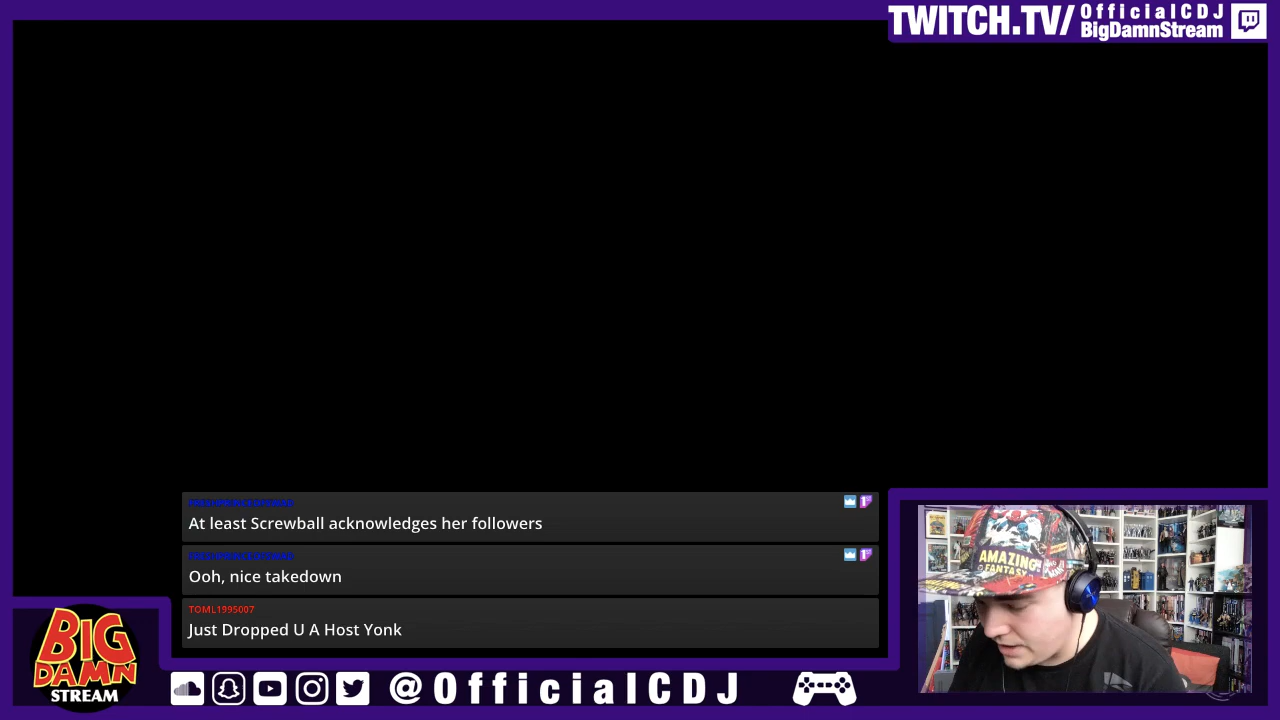 TWITCH.TV/
OfficialCDJ
BigDamnStream
At least Screwball acknowledges her followers
Ooh, nice takedown
TOML1995007
Just Dropped U A Host Yonk
AMAZING
FANTASY
BIG
DAMN
STREAM
@OfficialCDJ